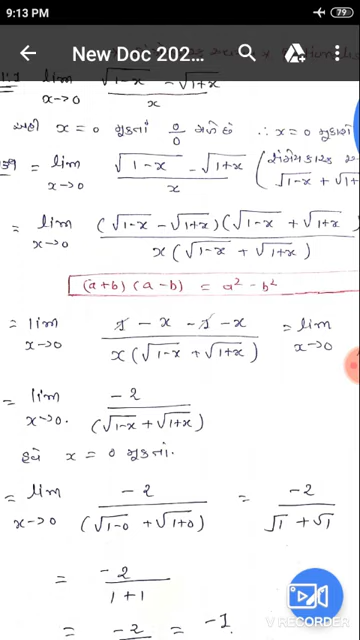 9:13 PM 79
New Doc 202...
lim x→0 √1-x - √1+x / x
અહીં x = 0 મુકતાં 0/0 મળે છે ∴ x = 0 મુકતાં
= lim x→0 √1-x - √1+x / x ( √1-x + √1+
= lim x→0 (√1-x - √1+x)(√1-x + √1+x) / x(√1-x + √1+x)
(a+b)(a-b) = a² - b²
= lim x→0 1 - x - 1 - x / x(√1-x + √1+x) = lim x→0
= lim x→0. -2 / (√1-x + √1+x)
હવે x = 0 મુકતાં.
= lim x→0 -2 / (√1-0 + √1+0) = -2 / √1 + √1
= -2 / 1+1
= -2 = -1.
V RECORDER